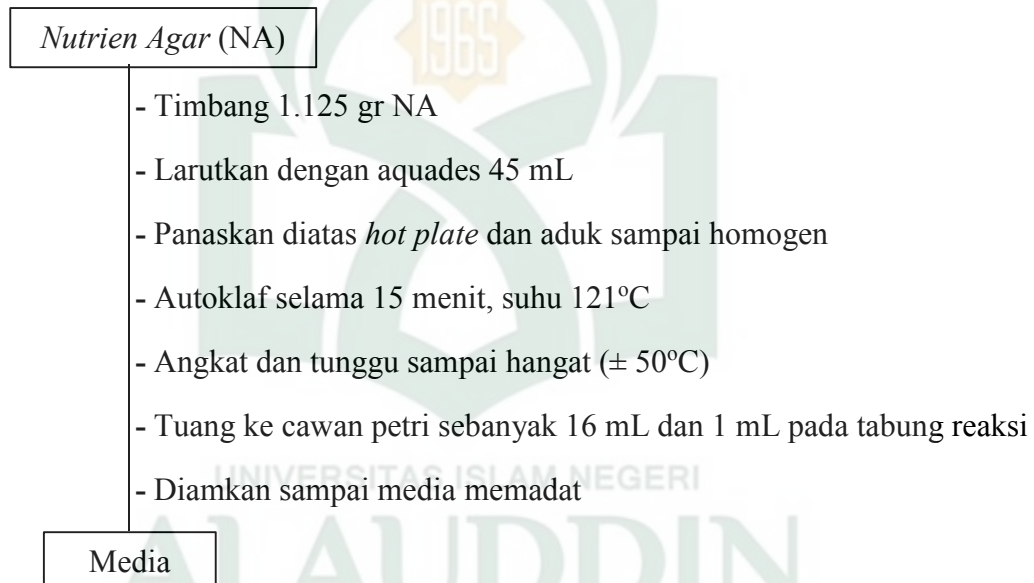 1965
Nutrien Agar (NA)
- Timbang 1.125 gr NA
- Larutkan dengan aquades 45 mL
- Panaskan diatas hot plate dan aduk sampai homogen
- Autoklaf selama 15 menit, suhu 121ºC
- Angkat dan tunggu sampai hangat (± 50ºC)
- Tuang ke cawan petri sebanyak 16 mL dan 1 mL pada tabung reaksi
UNIVERSITAS ISLAM NEGERI
- Diamkan sampai media memadat
ALAUDDIN
Media